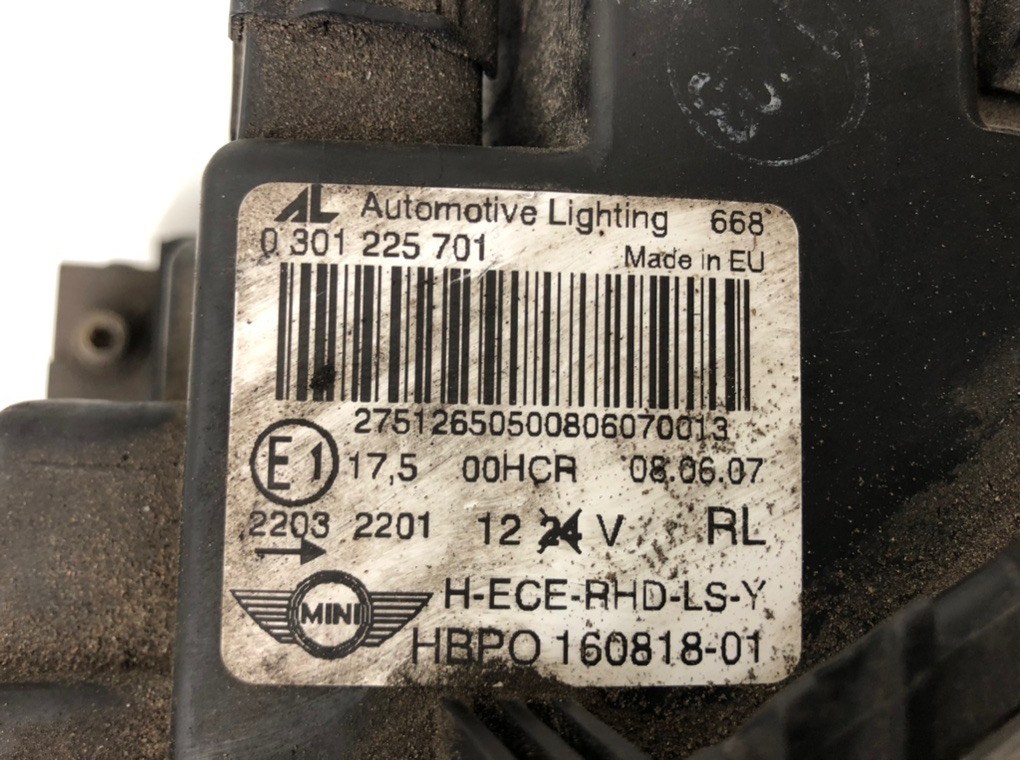 AL Automotive Lighting 668
0 301 225 701 Made in EU
27512650500806070013
E1 17,5 00HCR 08.06.07
2203 2201 12 24 V RL
MINI H-ECE-RHD-LS-Y
HBPO 160818-01